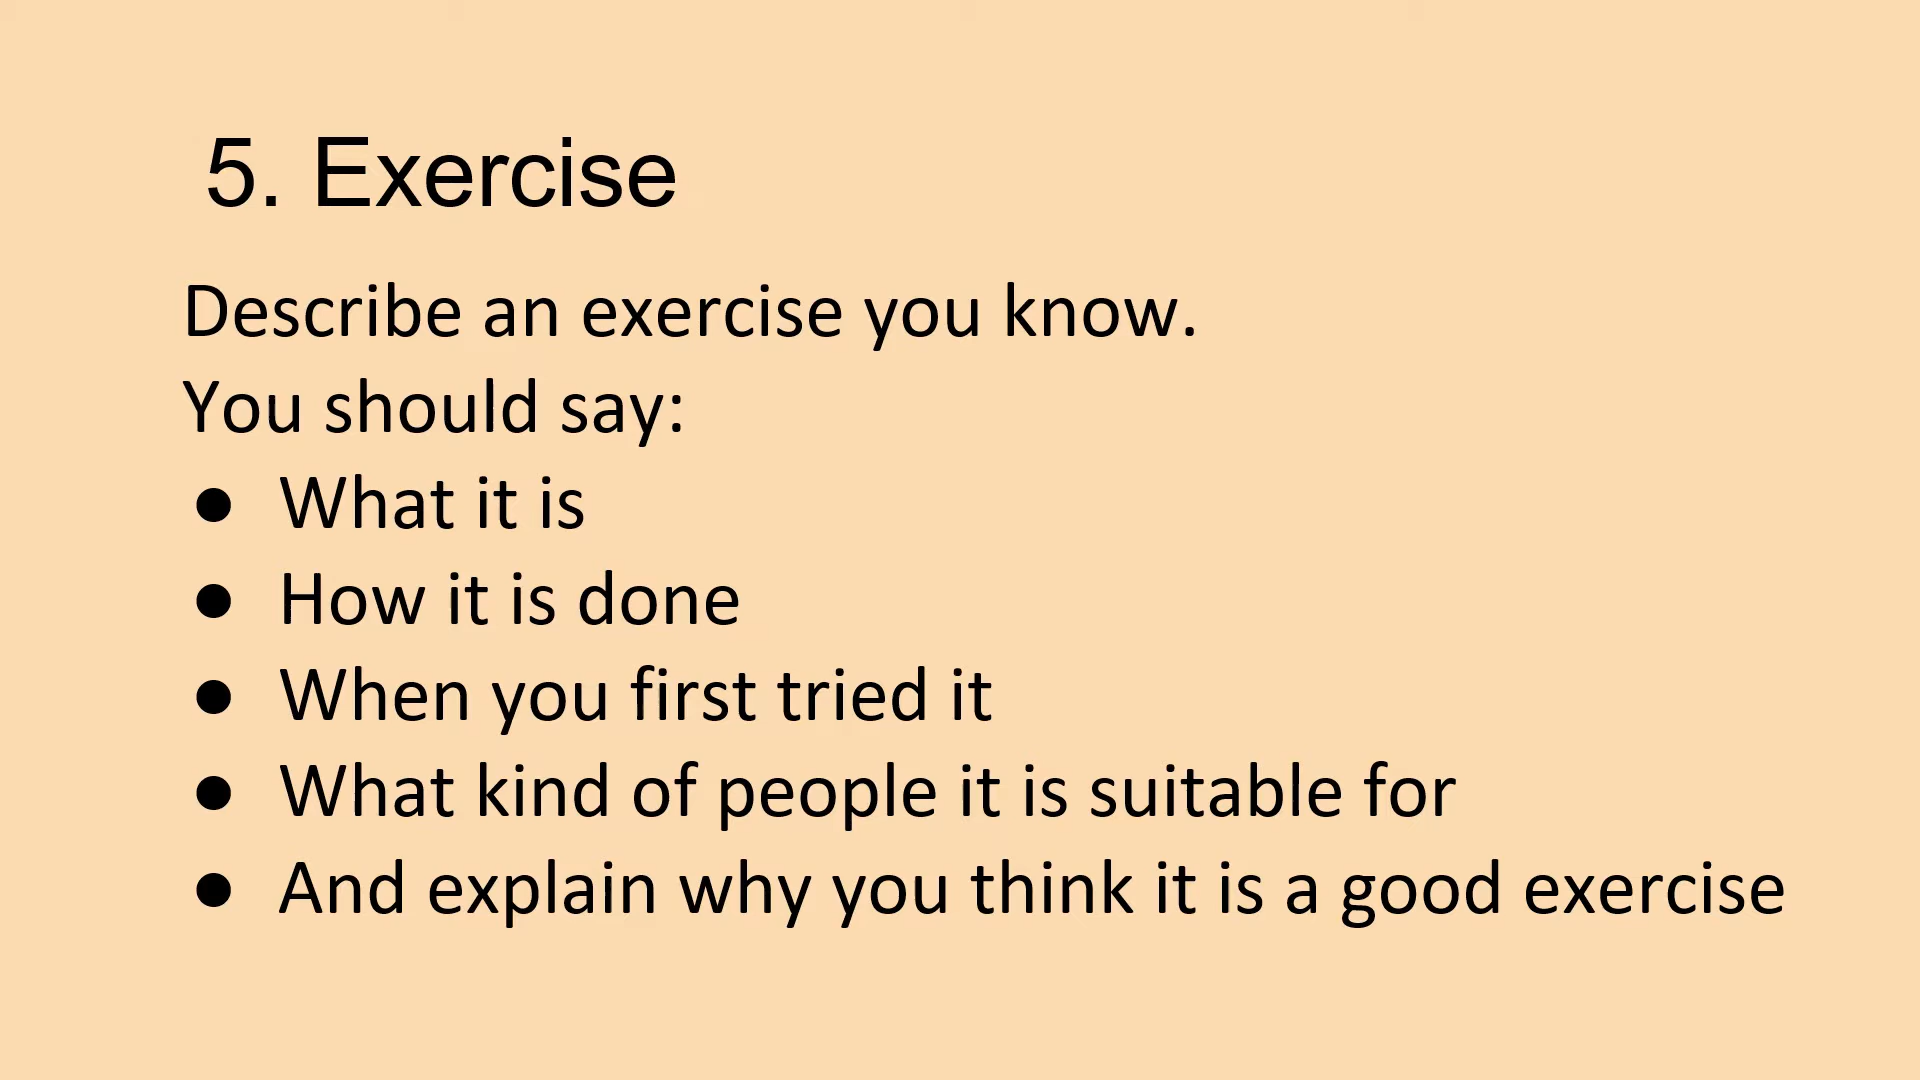 5. Exercise
Describe an exercise you know.
You should say:
● What it is
● How it is done
● When you first tried it
● What kind of people it is suitable for
● And explain why you think it is a good exercise